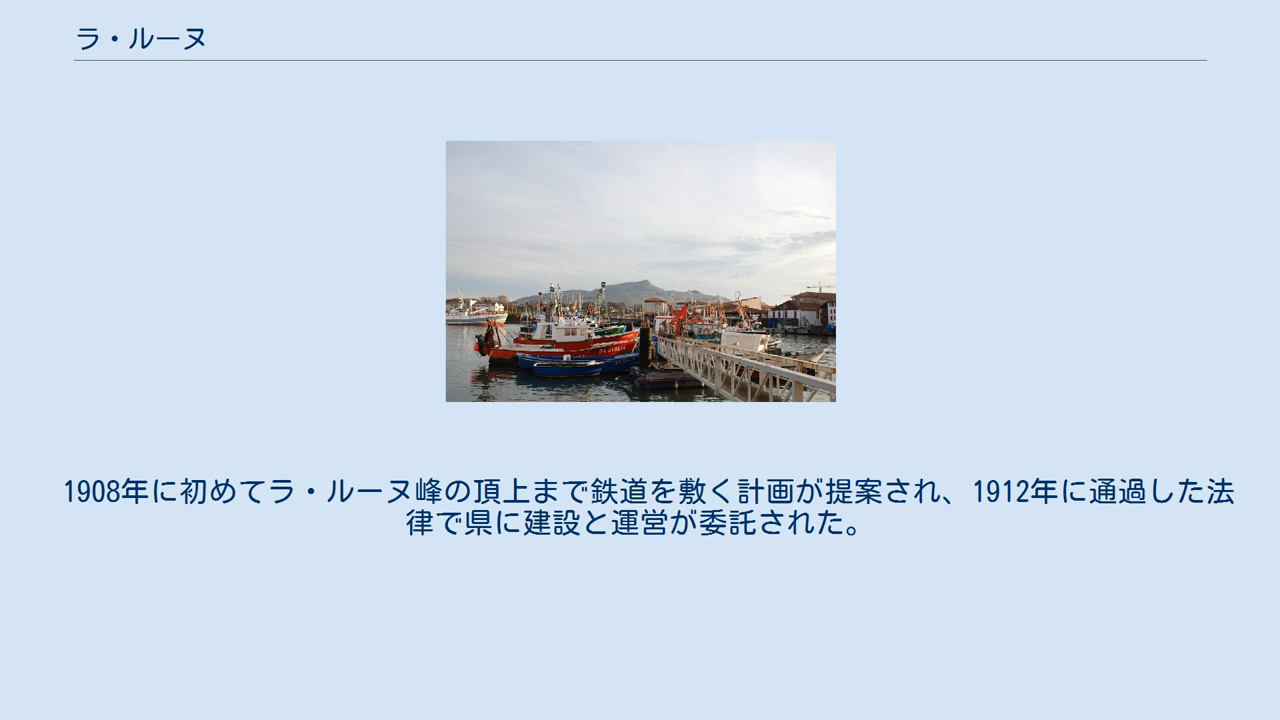 ラ・ルーヌ
1908年に初めてラ・ルーヌ峰の頂上まで鉄道を敷く計画が提案され、1912年に通過した法
律で県に建設と運営が委託された。